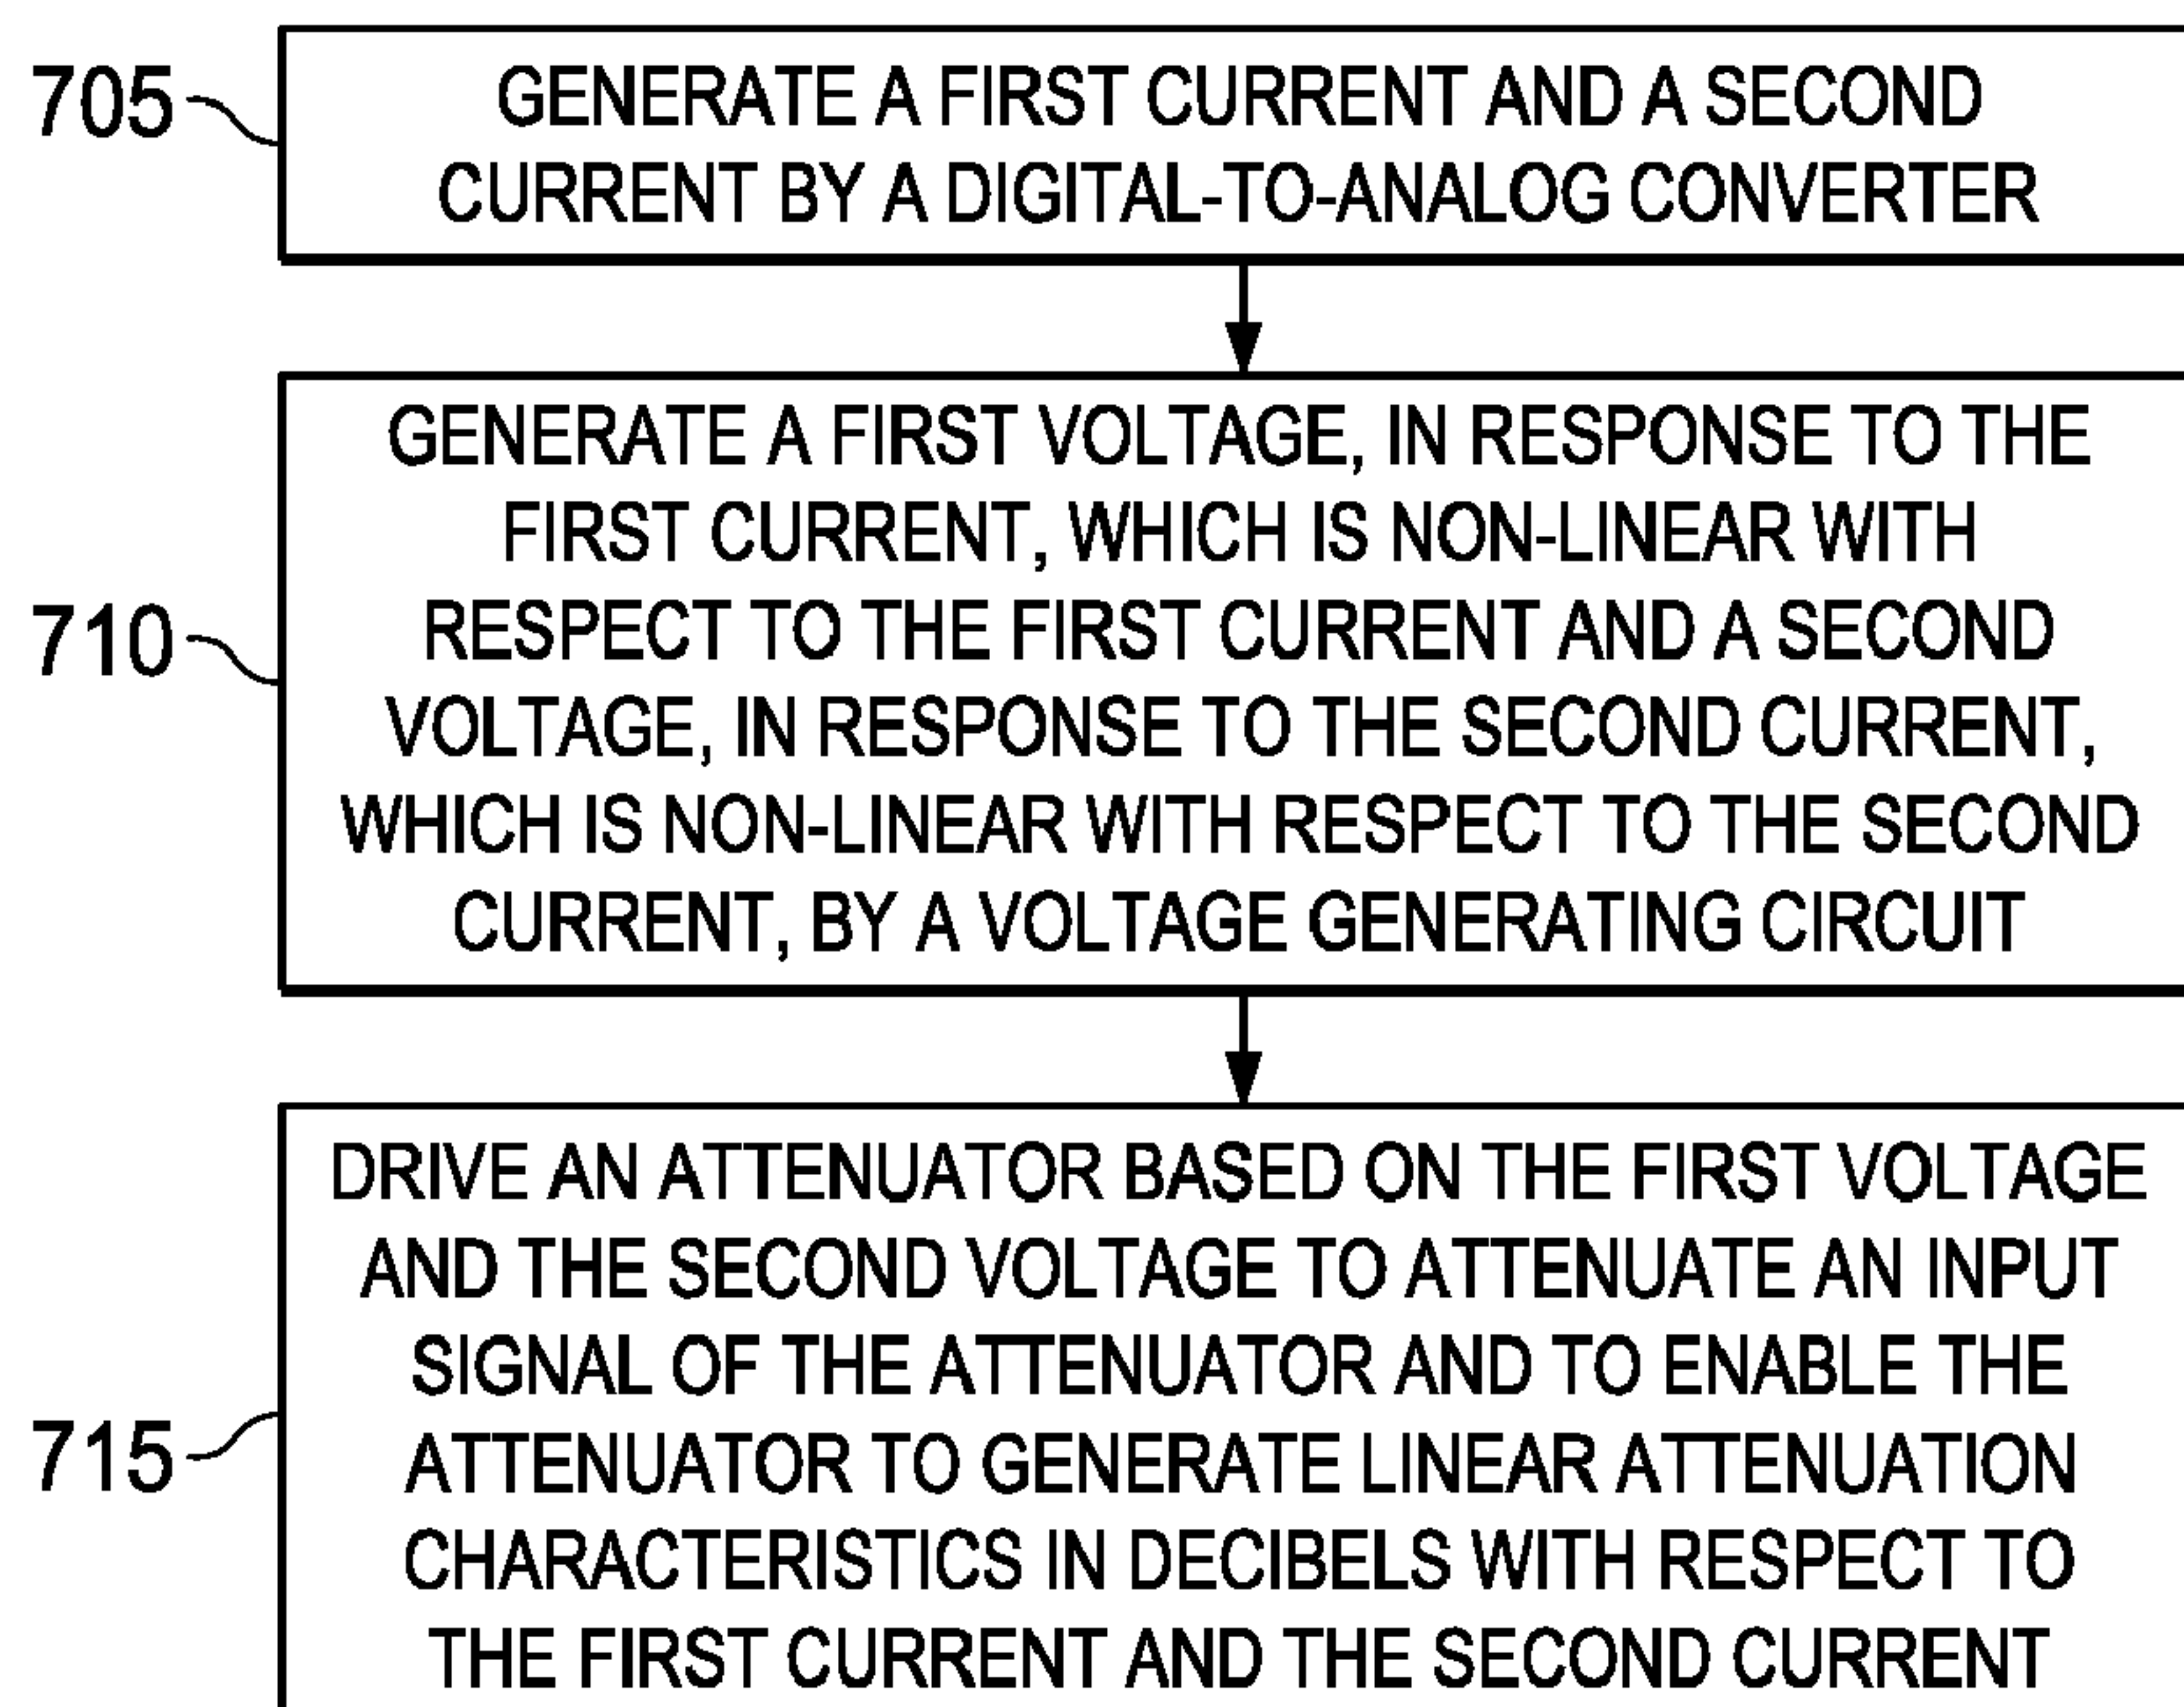 705
GENERATE A FIRST CURRENT AND A SECOND
CURRENT BY A DIGITAL-TO-ANALOG CONVERTER
710
GENERATE A FIRST VOLTAGE, IN RESPONSE TO THE
FIRST CURRENT, WHICH IS NON-LINEAR WITH
RESPECT TO THE FIRST CURRENT AND A SECOND
VOLTAGE, IN RESPONSE TO THE SECOND CURRENT,
WHICH IS NON-LINEAR WITH RESPECT TO THE SECOND
CURRENT, BY A VOLTAGE GENERATING CIRCUIT
715
DRIVE AN ATTENUATOR BASED ON THE FIRST VOLTAGE
AND THE SECOND VOLTAGE TO ATTENUATE AN INPUT
SIGNAL OF THE ATTENUATOR AND TO ENABLE THE
ATTENUATOR TO GENERATE LINEAR ATTENUATION
CHARACTERISTICS IN DECIBELS WITH RESPECT TO
THE FIRST CURRENT AND THE SECOND CURRENT